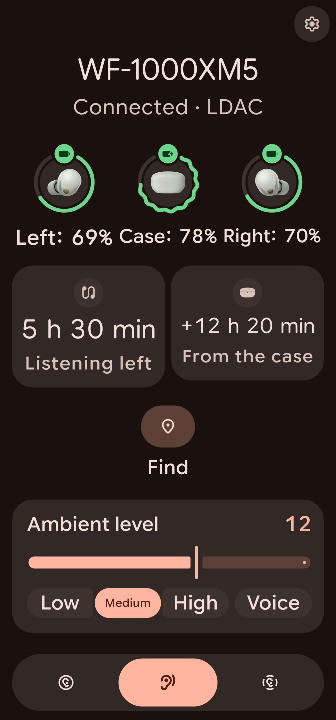 WF-1000XM5
Connected · LDAC
Left: 69% Case: 78% Right: 70%
5 h 30 min
Listening left
+12 h 20 min
From the case
Find
Ambient level 12
Low Medium High Voice